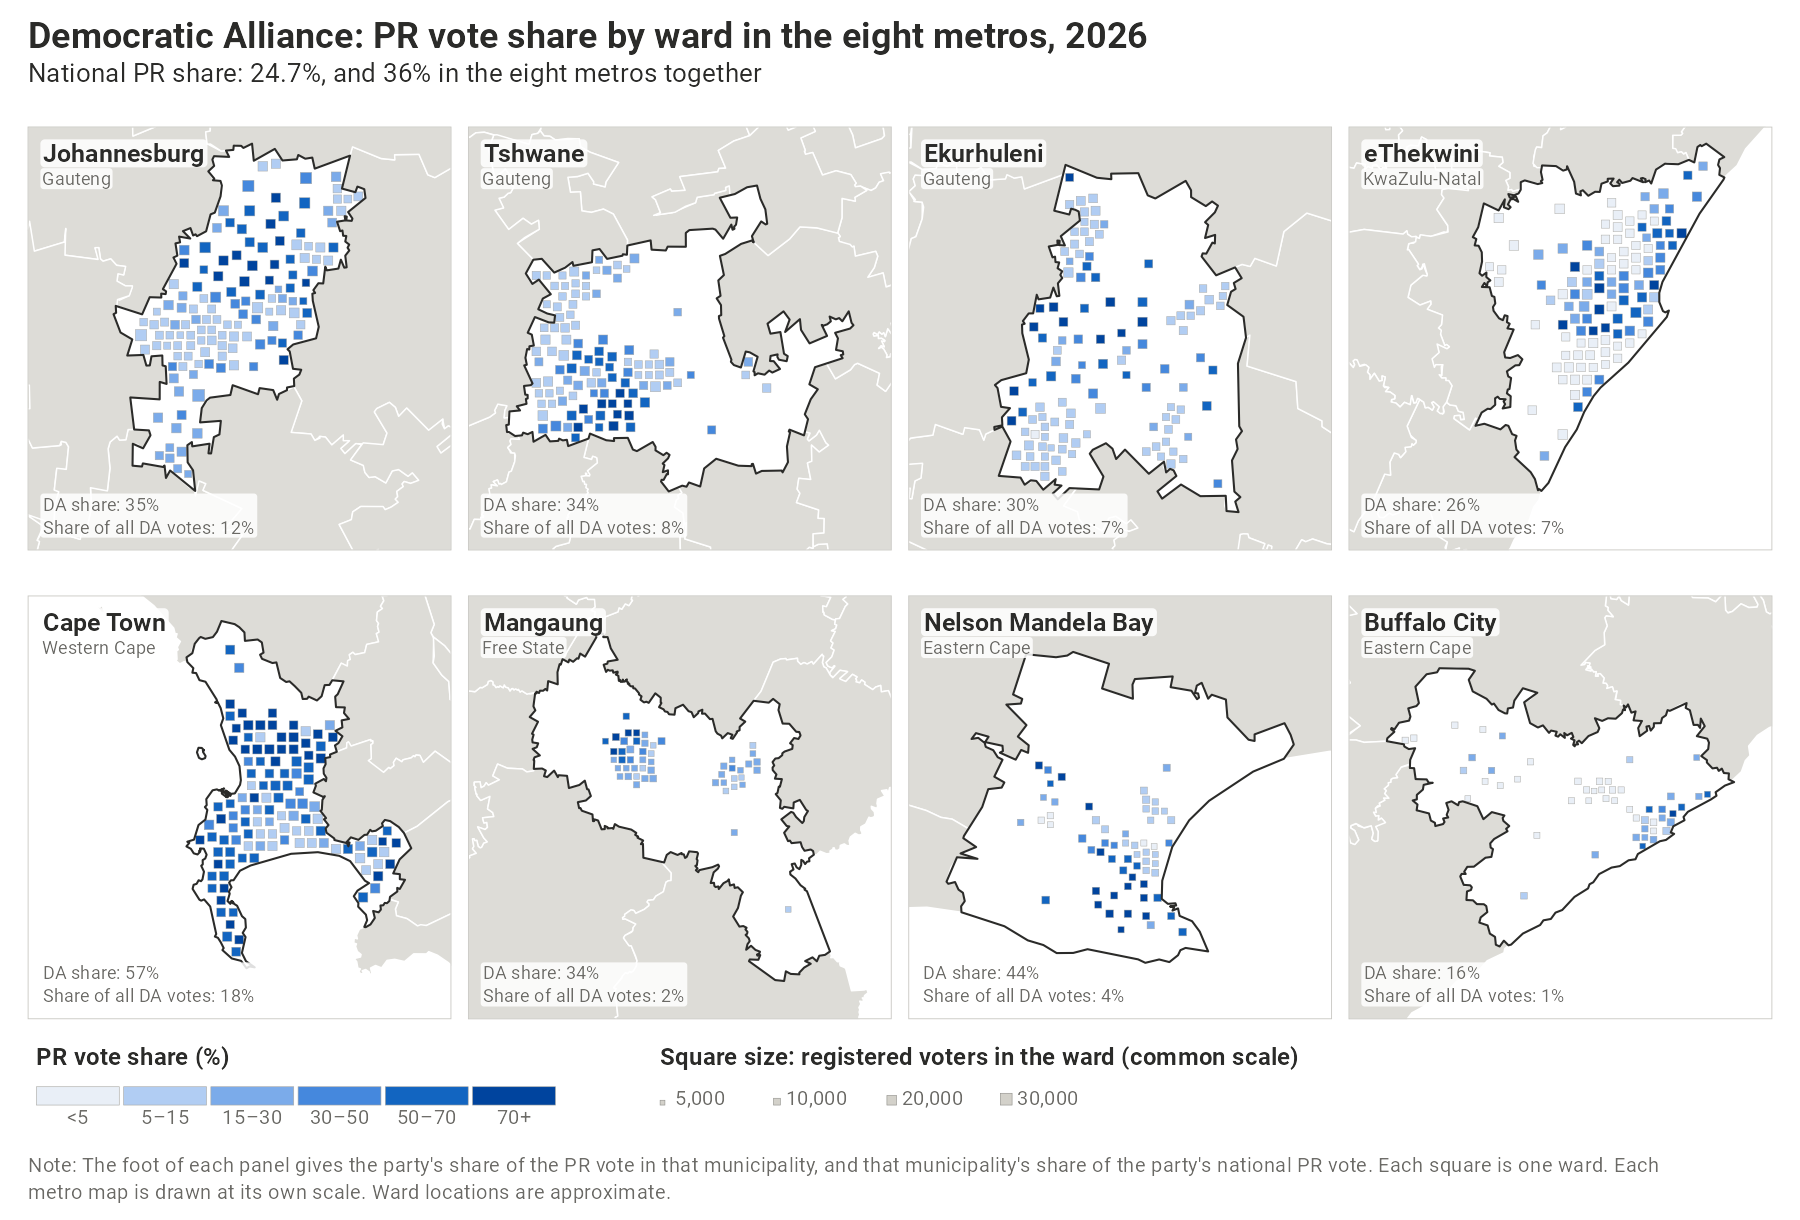 Democratic Alliance: PR vote share by ward in the eight metros, 2026
National PR share: 24.7%, and 36% in the eight metros together
Johannesburg
Gauteng
DA share: 35%
Share of all DA votes: 12%
Tshwane
Gauteng
DA share: 34%
Share of all DA votes: 8%
Ekurhuleni
Gauteng
DA share: 30%
Share of all DA votes: 7%
eThekwini
KwaZulu-Natal
DA share: 26%
Share of all DA votes: 7%
Cape Town
Western Cape
DA share: 57%
Share of all DA votes: 18%
Mangaung
Free State
DA share: 34%
Share of all DA votes: 2%
Nelson Mandela Bay
Eastern Cape
DA share: 44%
Share of all DA votes: 4%
Buffalo City
Eastern Cape
DA share: 16%
Share of all DA votes: 1%
PR vote share (%)
<5 5–15 15–30 30–50 50–70 70+
Square size: registered voters in the ward (common scale)
5,000 10,000 20,000 30,000
Note: The foot of each panel gives the party's share of the PR vote in that municipality, and that municipality's share of the party's national PR vote. Each square is one ward. Each
metro map is drawn at its own scale. Ward locations are approximate.